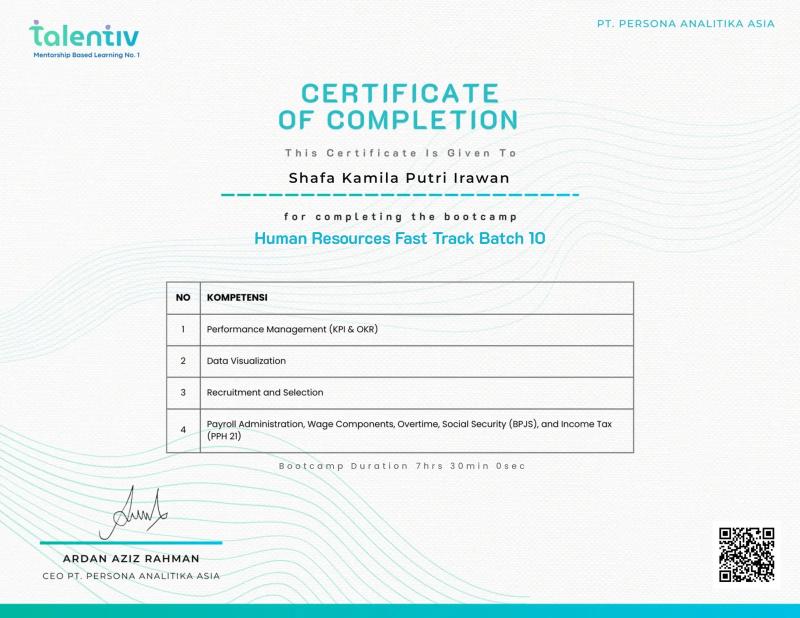 talentiv
Mentorship Based Learning No. 1
PT. PERSONA ANALITIKA ASIA
CERTIFICATE
OF COMPLETION
This Certificate Is Given To
Shafa Kamila Putri Irawan
for completing the bootcamp
Human Resources Fast Track Batch 10
NO KOMPETENSI
1 Performance Management (KPI & OKR)
2 Data Visualization
3 Recruitment and Selection
4 Payroll Administration, Wage Components, Overtime, Social Security (BPJS), and Income Tax
(PPH 21)
Bootcamp Duration 7hrs 30min 0sec
ARDAN AZIZ RAHMAN
CEO PT. PERSONA ANALITIKA ASIA